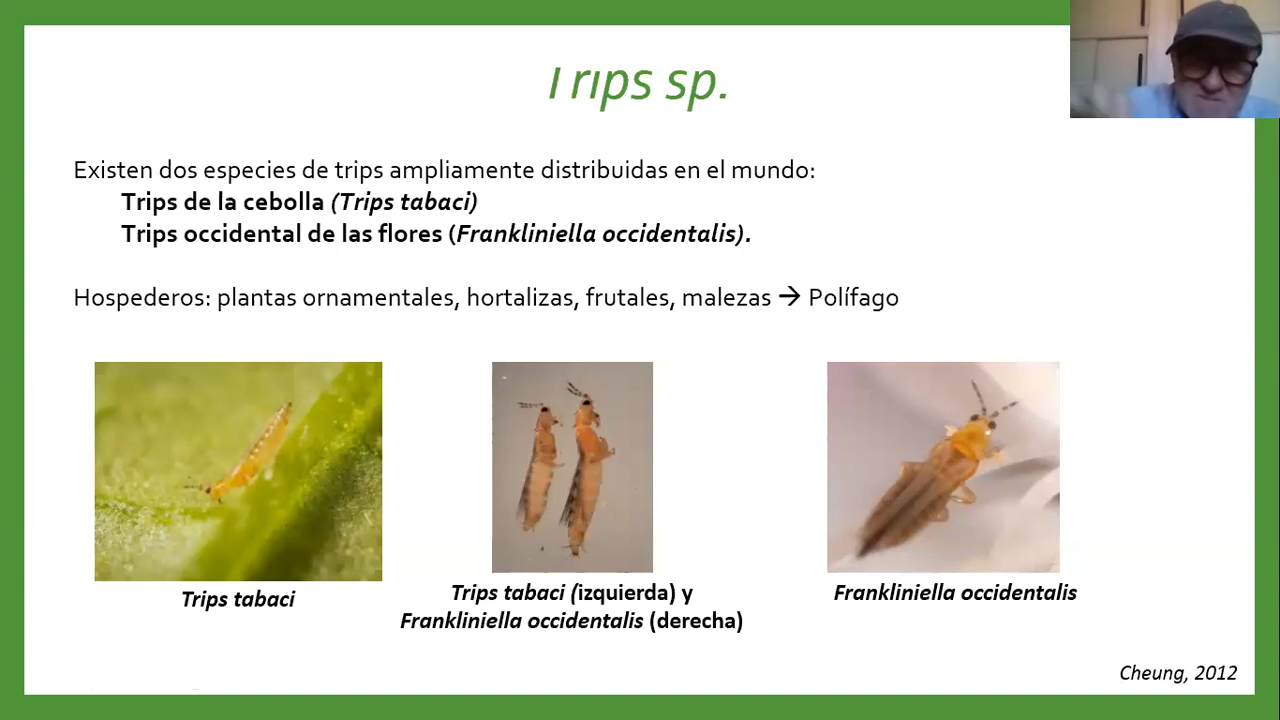 Trips sp.
Existen dos especies de trips ampliamente distribuidas en el mundo:
Trips de la cebolla (Trips tabaci)
Trips occidental de las flores (Frankliniella occidentalis).
Hospederos: plantas ornamentales, hortalizas, frutales, malezas → Polífago
Trips tabaci
Trips tabaci (izquierda) y
Frankliniella occidentalis (derecha)
Frankliniella occidentalis
Cheung, 2012